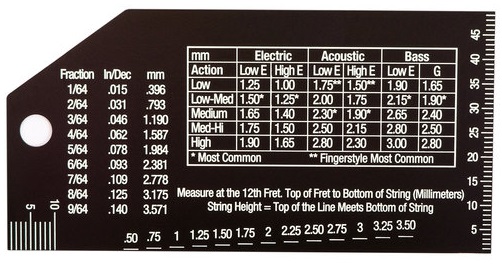 Fraction In/Dec mm
1/64 .015 .396
2/64 .031 .793
3/64 .046 1.190
4/64 .062 1.587
5/64 .078 1.984
6/64 .093 2.381
7/64 .109 2.778
8/64 .125 3.175
9/64 .140 3.571
mm Electric Acoustic Bass
Action Low E High E Low E High E Low E G
Low 1.25 1.00 1.75** 1.50** 1.90 1.65
Low-Med 1.50* 1.25* 2.00 1.75 2.15* 1.90*
Medium 1.65 1.40 2.30* 1.90* 2.65 2.40
Med-Hi 1.75 1.50 2.50 2.15 2.80 2.50
High 1.90 1.65 2.80 2.30 3.00 2.80
* Most Common ** Fingerstyle Most Common
Measure at the 12th Fret. Top of Fret to Bottom of String (Millimeters)
String Height = Top of the Line Meets Bottom of String
.50 .75 1 1.25 1.50 1.75 2 2.25 2.50 2.75 3 3.25 3.50
5 10
45
40
35
30
25
20
15
10
5